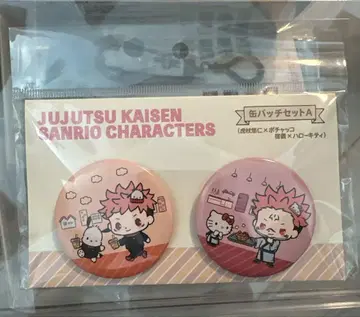 JUJUTSU KAISEN
SANRIO CHARACTERS
缶バッヂセットA
(虎杖悠仁×ポチャッコ
宿儺×ハローキティ)